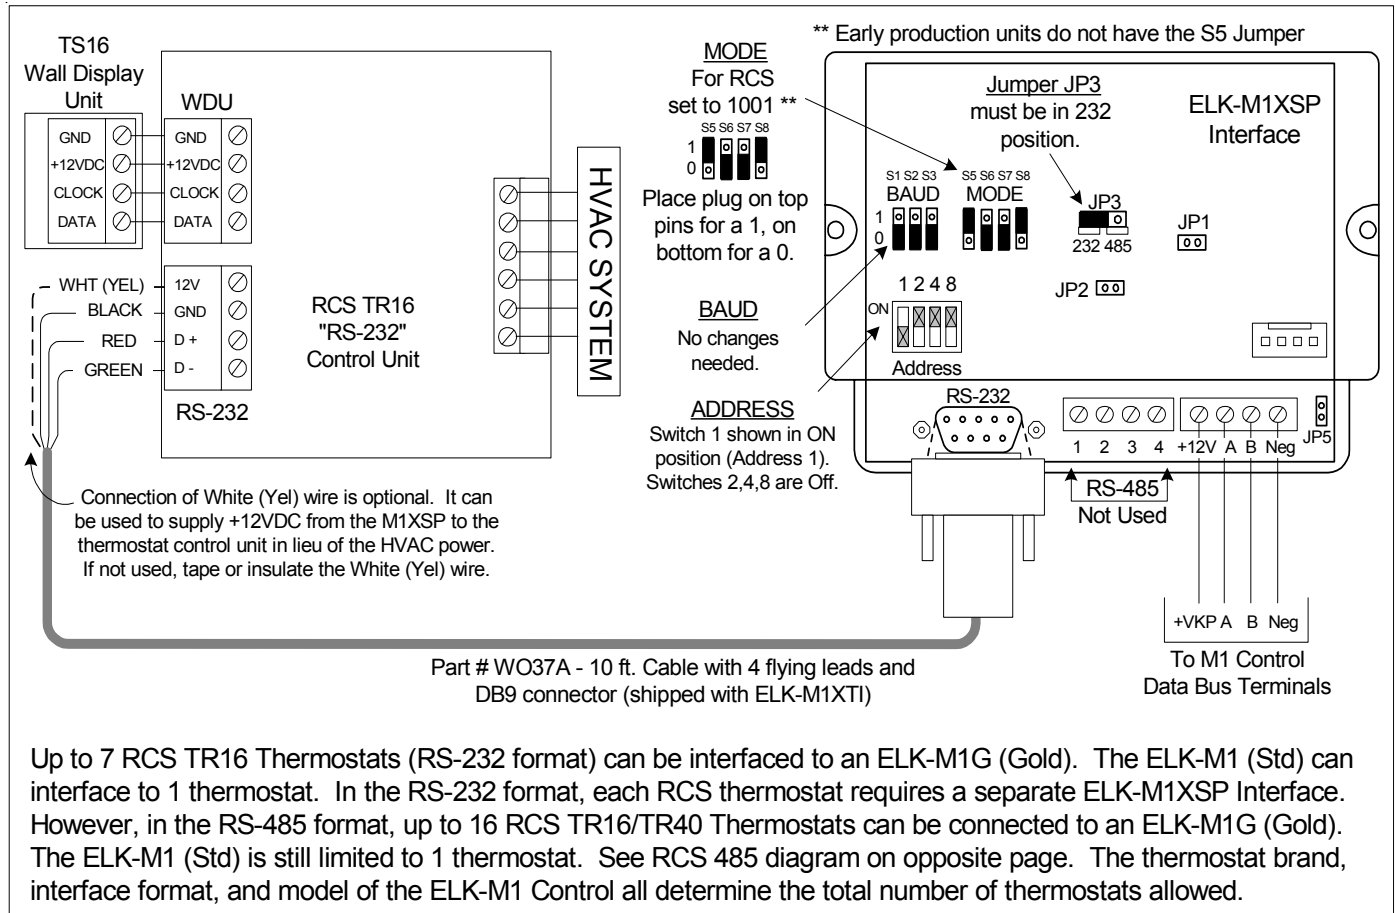 ** Early production units do not have the S5 Jumper
TS16
Wall Display
Unit
WDU
GND
+12VDC
CLOCK
DATA
GND
+12VDC
CLOCK
DATA
WHT (YEL)
BLACK
RED
GREEN
12V
GND
D +
D -
RS-232
RCS TR16
"RS-232"
Control Unit
HVAC SYSTEM
MODE
For RCS
set to 1001 **
S5 S6 S7 S8
1
0
Place plug on top
pins for a 1, on
bottom for a 0.
BAUD
No changes
needed.
ADDRESS
Switch 1 shown in ON
position (Address 1).
Switches 2,4,8 are Off.
Jumper JP3
must be in 232
position.
ELK-M1XSP
Interface
S1 S2 S3
BAUD
1
0
S5 S6 S7 S8
MODE
JP3
232 485
JP1
JP2
1 2 4 8
ON
Address
RS-232
1 2 3 4
+12V A B Neg
JP5
RS-485
Not Used
+VKP A B Neg
To M1 Control
Data Bus Terminals
Connection of White (Yel) wire is optional. It can
be used to supply +12VDC from the M1XSP to the
thermostat control unit in lieu of the HVAC power.
If not used, tape or insulate the White (Yel) wire.
Part # WO37A - 10 ft. Cable with 4 flying leads and
DB9 connector (shipped with ELK-M1XTI)
Up to 7 RCS TR16 Thermostats (RS-232 format) can be interfaced to an ELK-M1G (Gold). The ELK-M1 (Std) can
interface to 1 thermostat. In the RS-232 format, each RCS thermostat requires a separate ELK-M1XSP Interface.
However, in the RS-485 format, up to 16 RCS TR16/TR40 Thermostats can be connected to an ELK-M1G (Gold).
The ELK-M1 (Std) is still limited to 1 thermostat. See RCS 485 diagram on opposite page. The thermostat brand,
interface format, and model of the ELK-M1 Control all determine the total number of thermostats allowed.